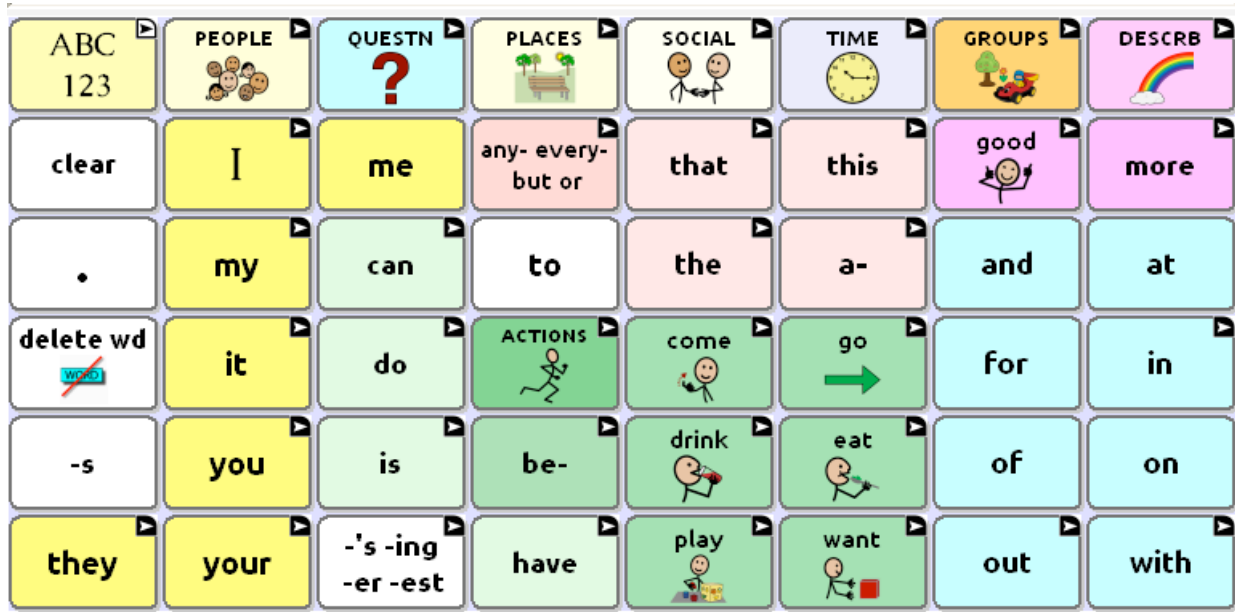 ABC
123
PEOPLE
QUESTN
?
PLACES
SOCIAL
TIME
GROUPS
DESCRB
clear
I
me
any- every-
but or
that
this
good
more
.
my
can
to
the
a-
and
at
delete wd
WORD
it
do
ACTIONS
come
go
for
in
-s
you
is
be-
drink
eat
of
on
they
your
-'s -ing
-er -est
have
play
want
out
with